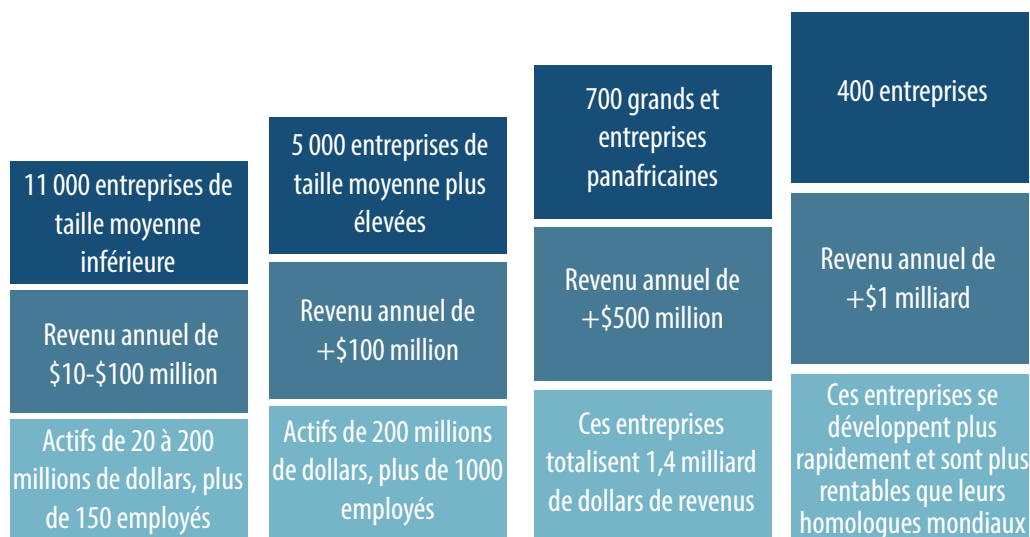 11 000 entreprises de
taille moyenne
inférieure
Revenu annuel de
$10-$100 million
Actifs de 20 à 200
millions de dollars, plus
de 150 employés
5 000 entreprises de
taille moyenne plus
élevées
Revenu annuel de
+$100 million
Actifs de 200 millions
de dollars, plus de 1000
employés
700 grands et
entreprises
panafricaines
Revenu annuel de
+$500 million
Ces entreprises
totalisent 1,4 milliard
de dollars de revenus
400 entreprises
Revenu annuel de
+$1 milliard
Ces entreprises se
développent plus
rapidement et sont plus
rentables que leurs
homologues mondiaux